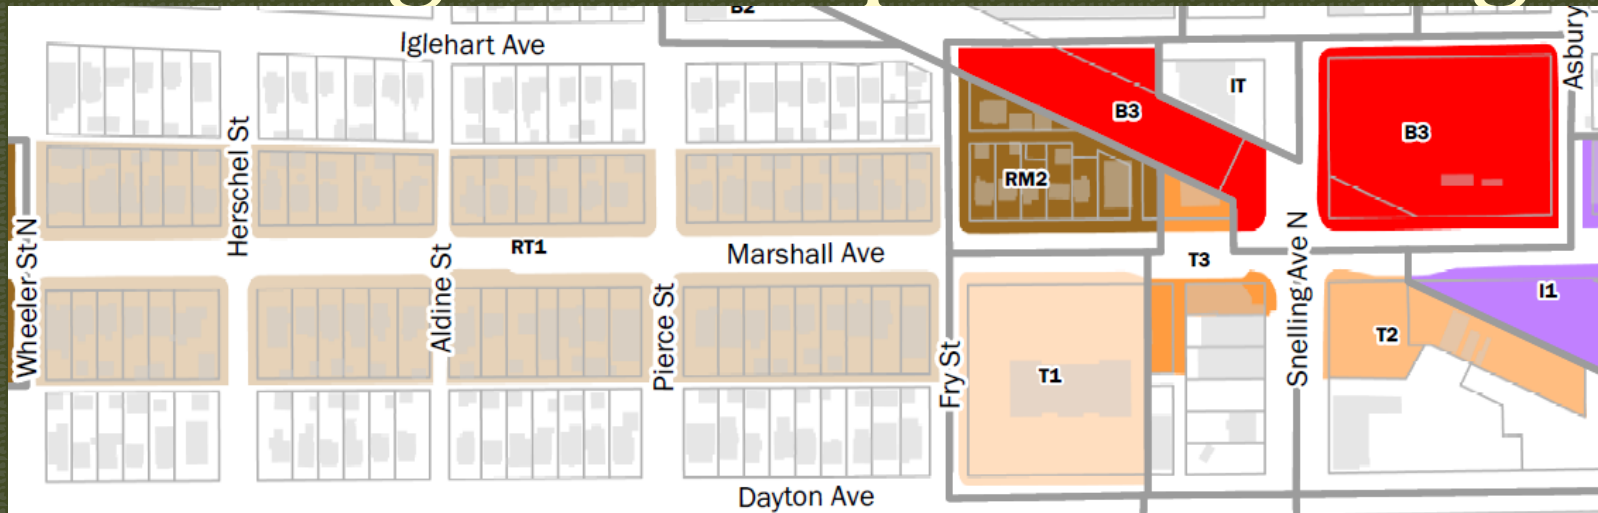 B2
Iglehart Ave
Asbury
IT
B3
B3
Herschel St
RM2
Wheeler St N
Aldine St
RT1
Marshall Ave
Pierce St
T3
Snelling Ave N
I1
T2
Fry St
T1
Dayton Ave